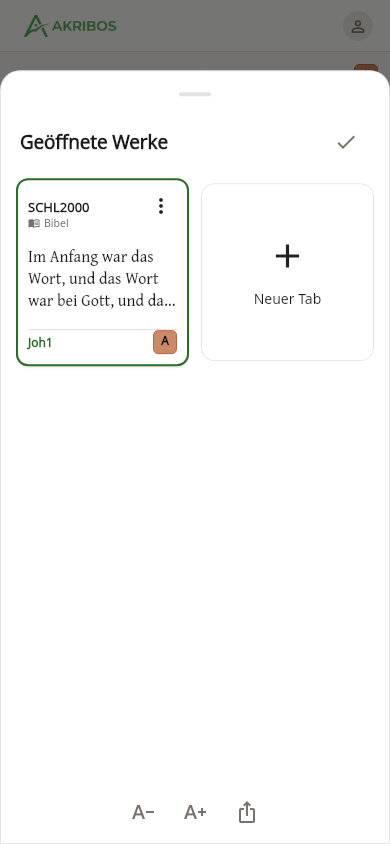 AKRIBOS
Geöffnete Werke
SCHL2000
Bibel
Im Anfang war das
Wort, und das Wort
war bei Gott, und da...
Joh1
A
Neuer Tab
A−
A+